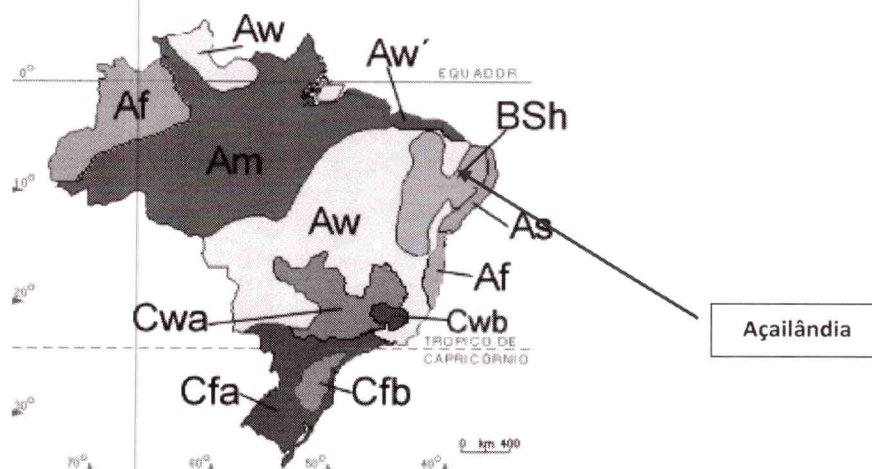 Aw
Aw´
0°
EQUADOR
Af
BSh
Am
10°
Aw
As
Af
20°
Cwa
Cwb
Açailândia
TROPICO DE
CAPRICÓRNIO
Cfa
Cfb
30°
0 km 400
70°
60°
50°
40°